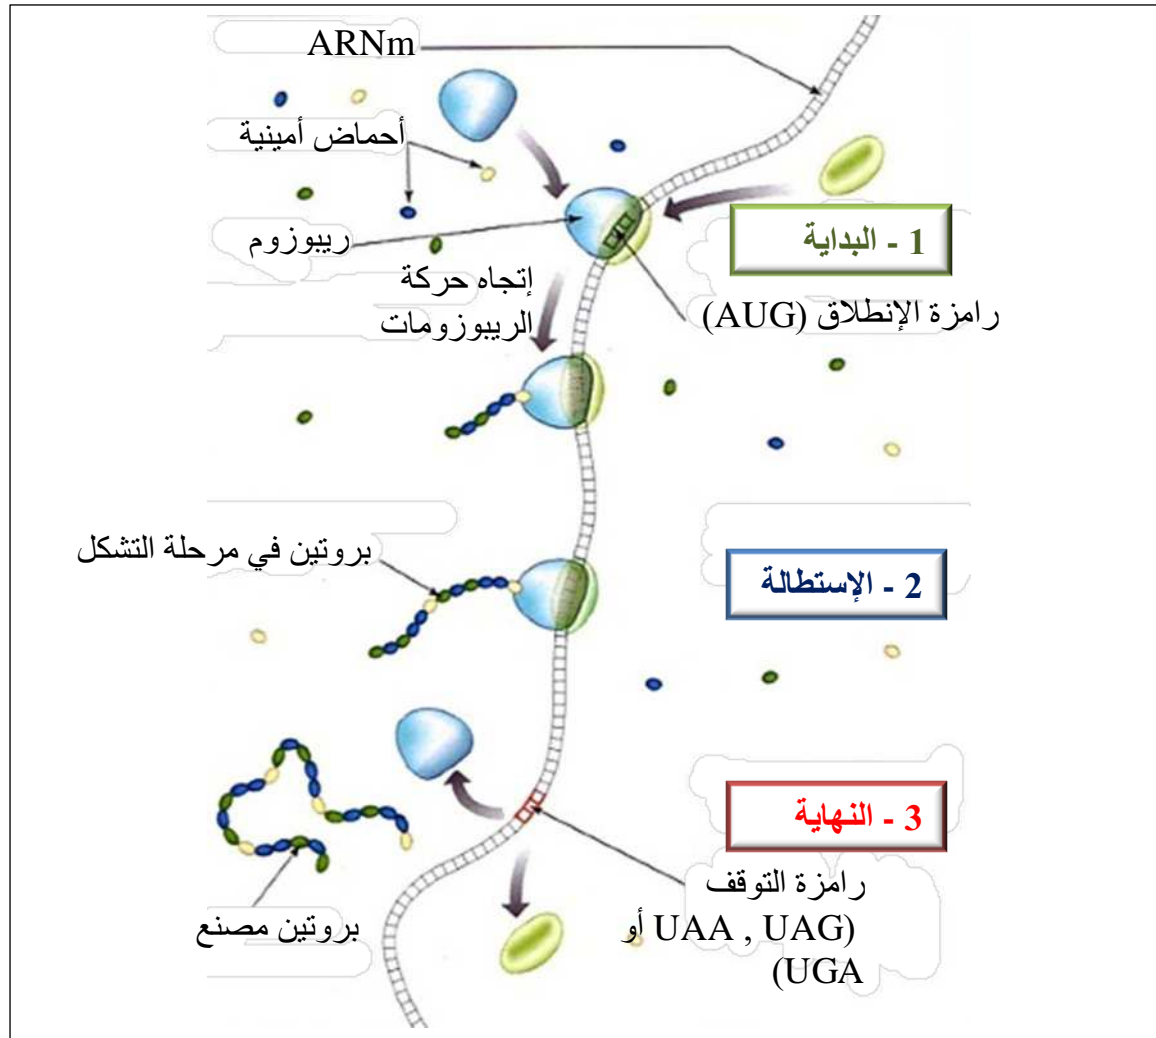 ARNm
أحماض أمينية
ريبوزوم
1 - البداية
إتجاه حركة
الريبوزومات
رامزة الإنطلاق (AUG)
بروتين في مرحلة التشكل
2 - الإستطالة
3 - النهاية
رامزة التوقف
(UAA , UAG أو
UGA)
بروتين مصنع